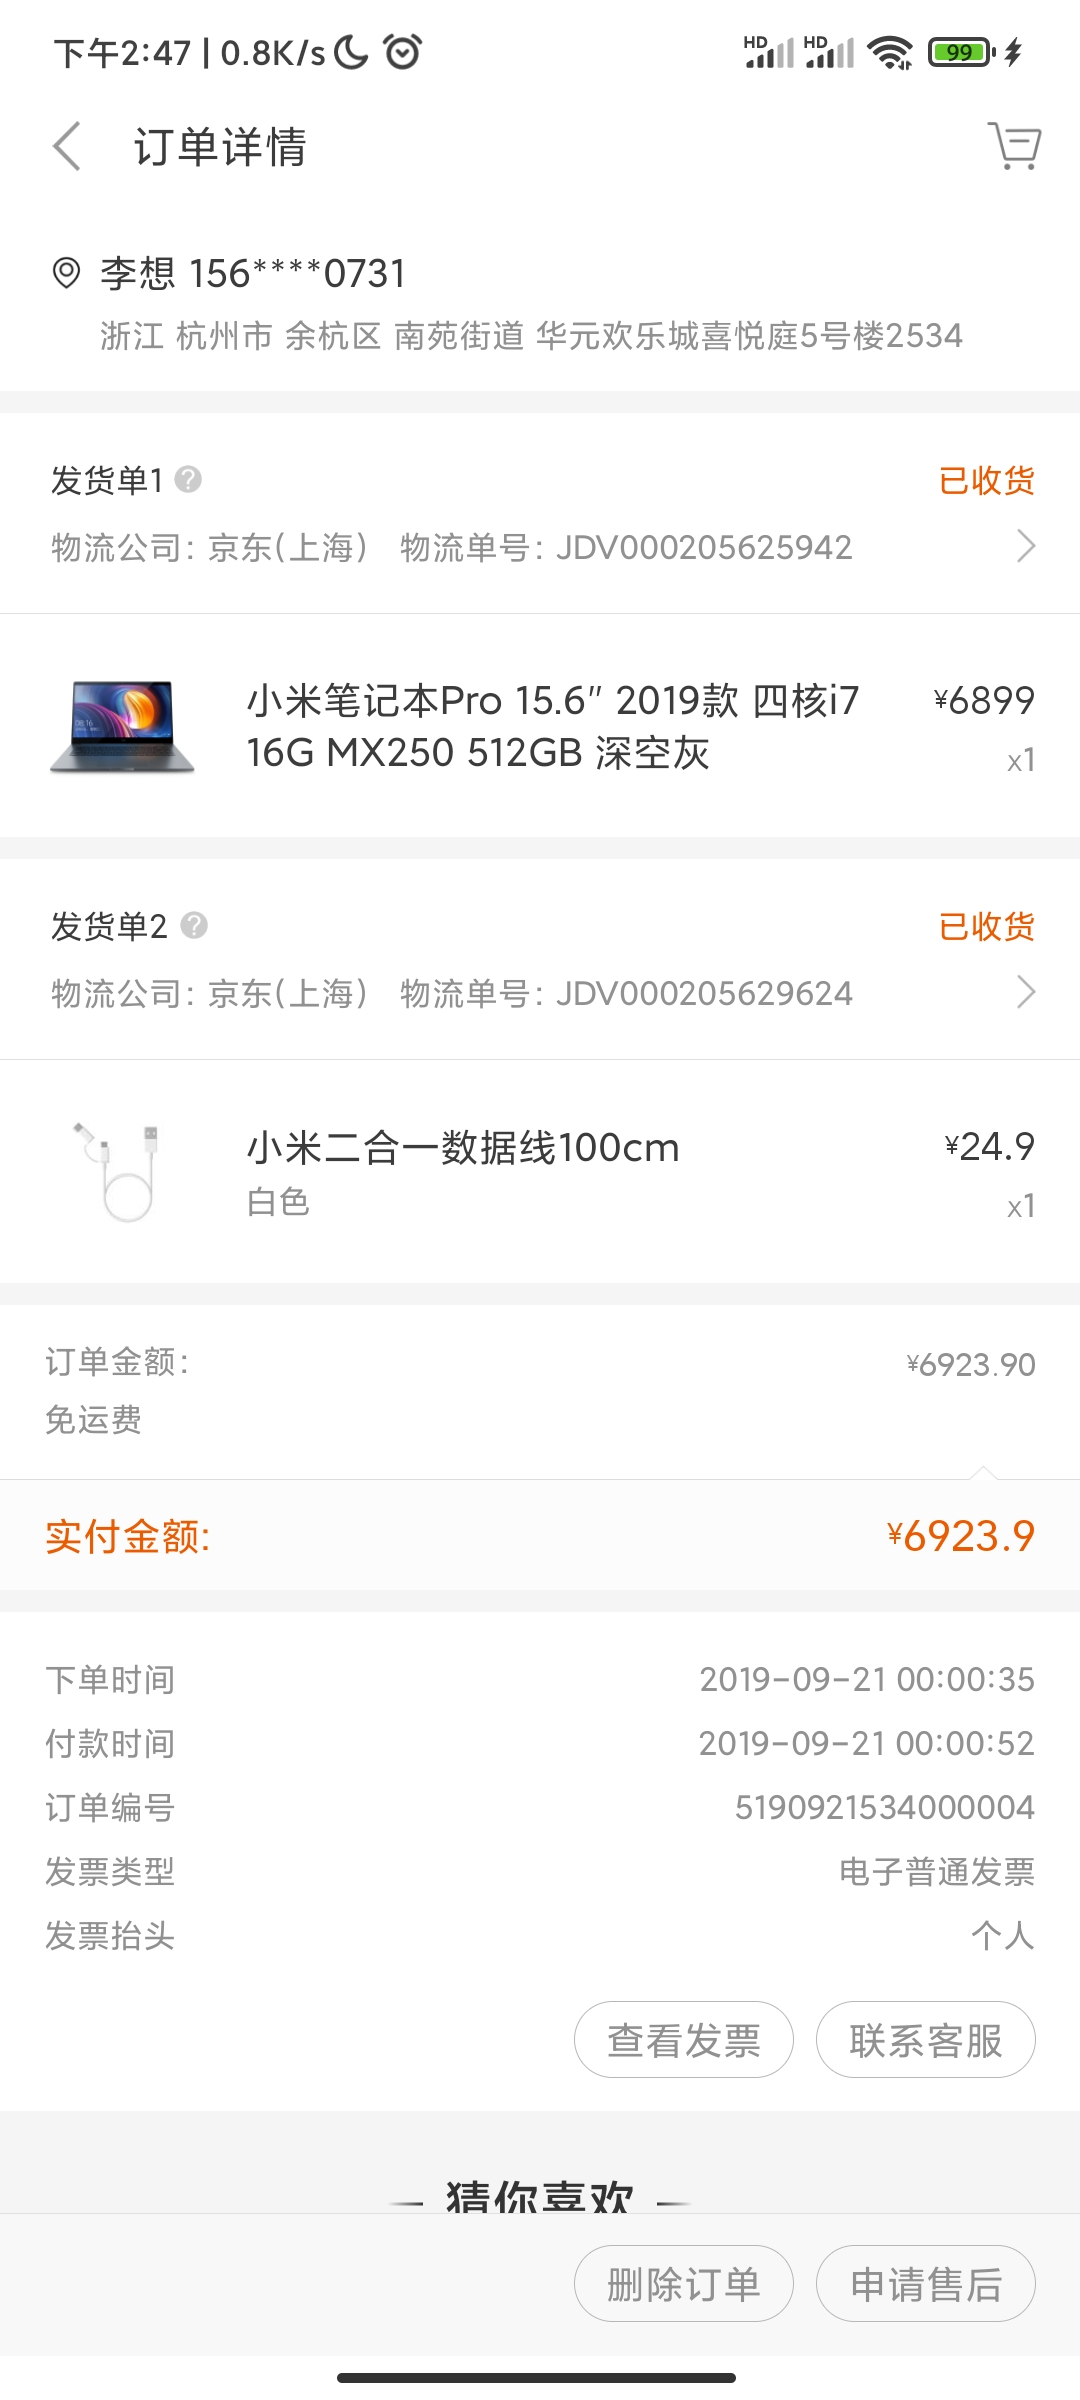 下午2:47 | 0.8K/s
HD HD 99
订单详情
李想 156****0731
浙江 杭州市 余杭区 南苑街道 华元欢乐城喜悦庭5号楼2534
发货单1 ? 已收货
物流公司: 京东(上海) 物流单号: JDV000205625942
小米笔记本Pro 15.6" 2019款 四核i7 ¥6899
16G MX250 512GB 深空灰 x1
发货单2 ? 已收货
物流公司: 京东(上海) 物流单号: JDV000205629624
小米二合一数据线100cm ¥24.9
白色 x1
订单金额: ¥6923.90
免运费
实付金额: ¥6923.9
下单时间 2019-09-21 00:00:35
付款时间 2019-09-21 00:00:52
订单编号 5190921534000004
发票类型 电子普通发票
发票抬头 个人
查看发票 联系客服
猜你喜欢
删除订单 申请售后